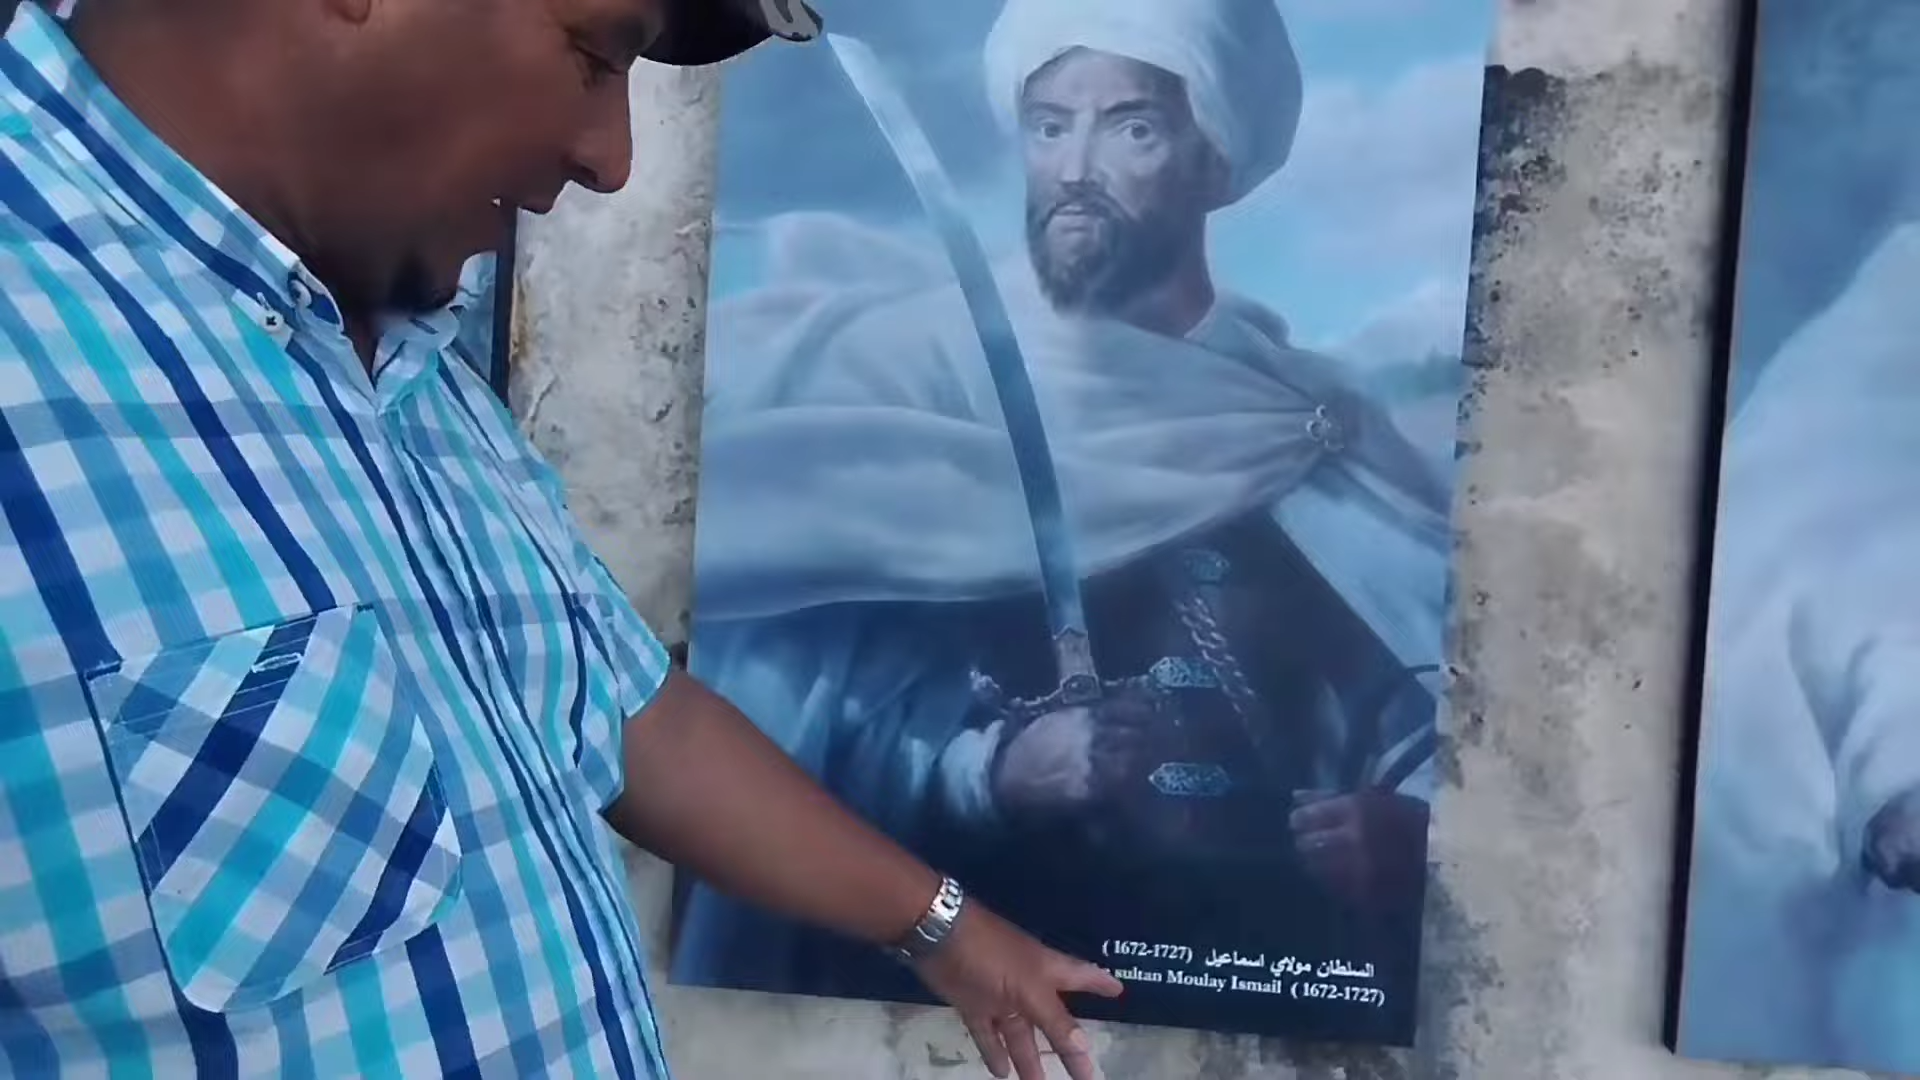 السلطان مولاي اسماعيل (1672-1727)
sultan Moulay Ismail (1672-1727)